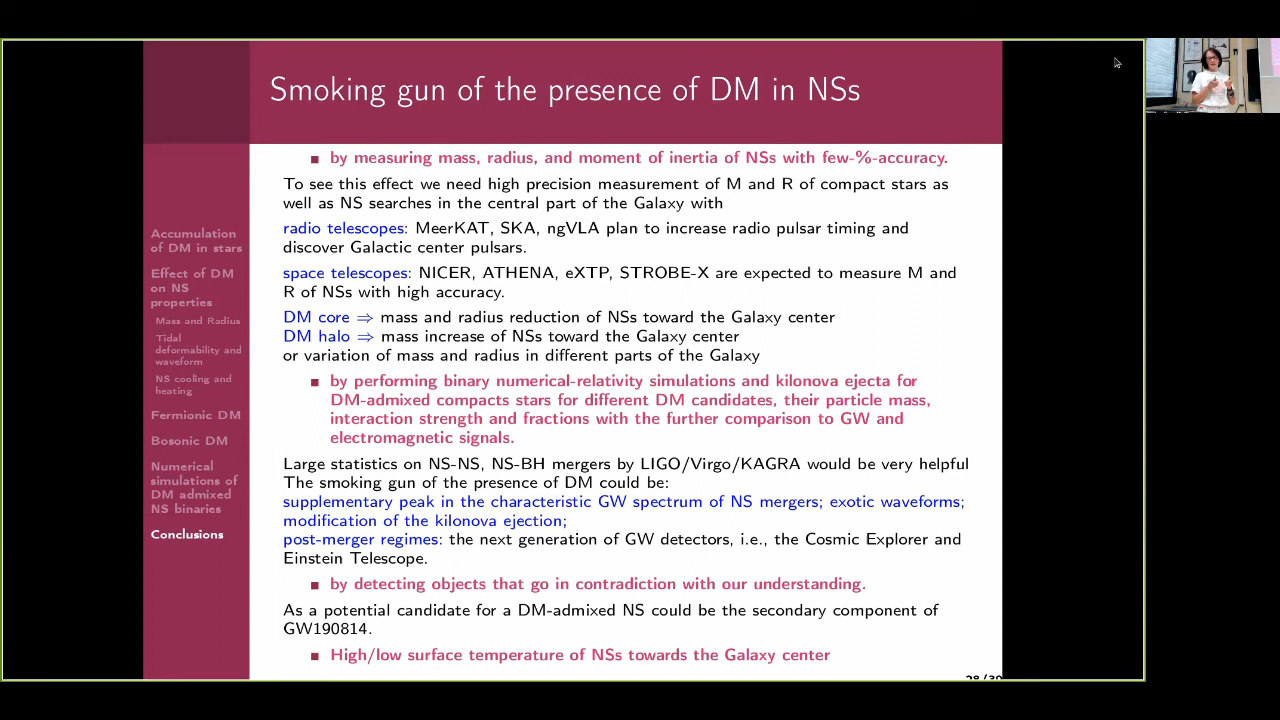 Smoking gun of the presence of DM in NSs
by measuring mass, radius, and moment of inertia of NSs with few-%-accuracy.
To see this effect we need high precision measurement of M and R of compact stars as
well as NS searches in the central part of the Galaxy with
radio telescopes: MeerKAT, SKA, ngVLA plan to increase radio pulsar timing and
discover Galactic center pulsars.
space telescopes: NICER, ATHENA, eXTP, STROBE-X are expected to measure M and
R of NSs with high accuracy.
DM core ⇒ mass and radius reduction of NSs toward the Galaxy center
DM halo ⇒ mass increase of NSs toward the Galaxy center
or variation of mass and radius in different parts of the Galaxy
by performing binary numerical-relativity simulations and kilonova ejecta for
DM-admixed compacts stars for different DM candidates, their particle mass,
interaction strength and fractions with the further comparison to GW and
electromagnetic signals.
Large statistics on NS-NS, NS-BH mergers by LIGO/Virgo/KAGRA would be very helpful
The smoking gun of the presence of DM could be:
supplementary peak in the characteristic GW spectrum of NS mergers; exotic waveforms;
modification of the kilonova ejection;
post-merger regimes: the next generation of GW detectors, i.e., the Cosmic Explorer and
Einstein Telescope.
by detecting objects that go in contradiction with our understanding.
As a potential candidate for a DM-admixed NS could be the secondary component of
GW190814.
High/low surface temperature of NSs towards the Galaxy center
Accumulation
of DM in stars
Effect of DM
on NS
properties
Mass and Radius
Tidal
deformability and
waveform
NS cooling and
heating
Fermionic DM
Bosonic DM
Numerical
simulations of
DM admixed
NS binaries
Conclusions